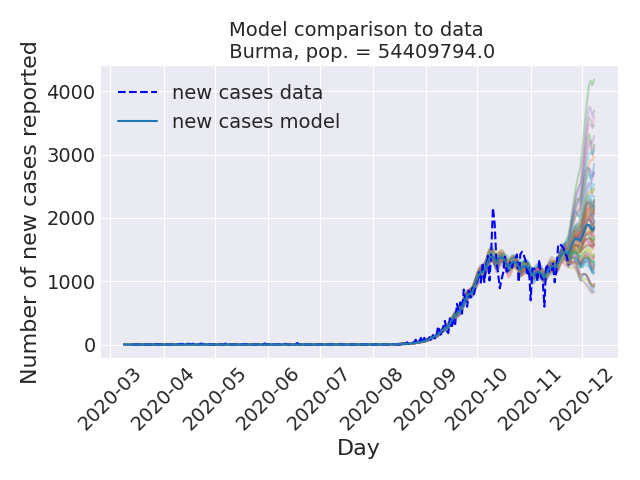 Model comparison to data
Burma, pop. = 54409794.0
Number of new cases reported
4000
3000
2000
1000
0
new cases data
new cases model
2020-03
2020-04
2020-05
2020-06
2020-07
2020-08
2020-09
2020-10
2020-11
2020-12
Day